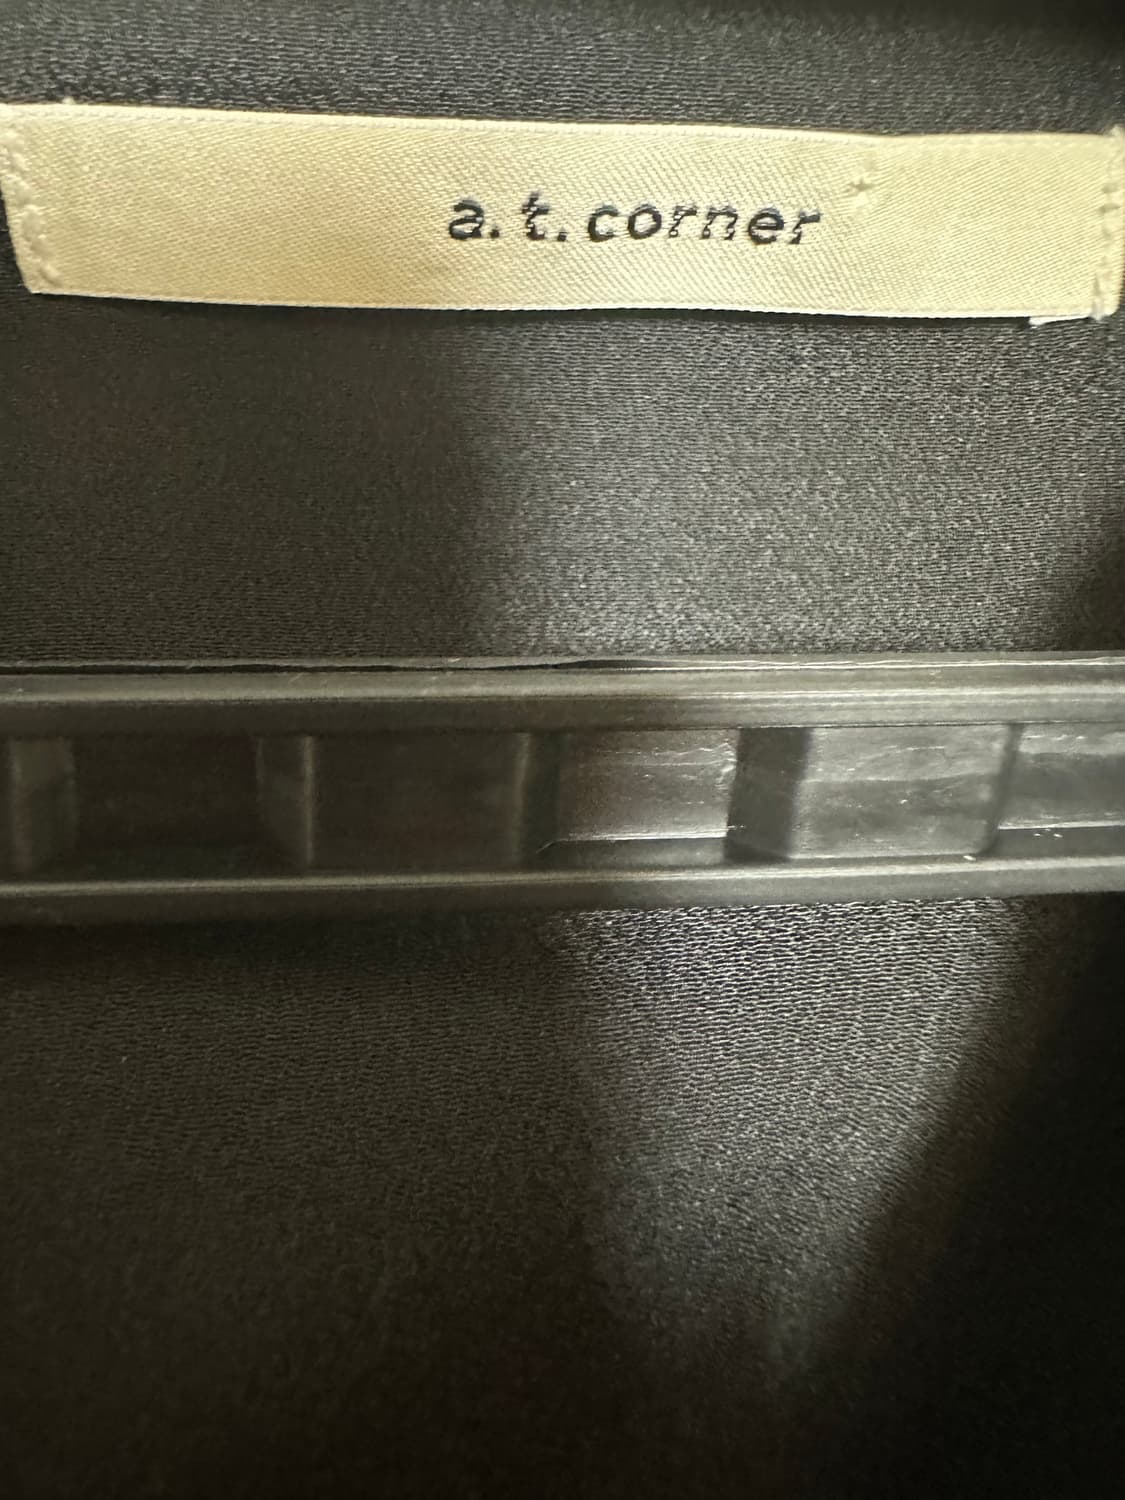 a. t. corner